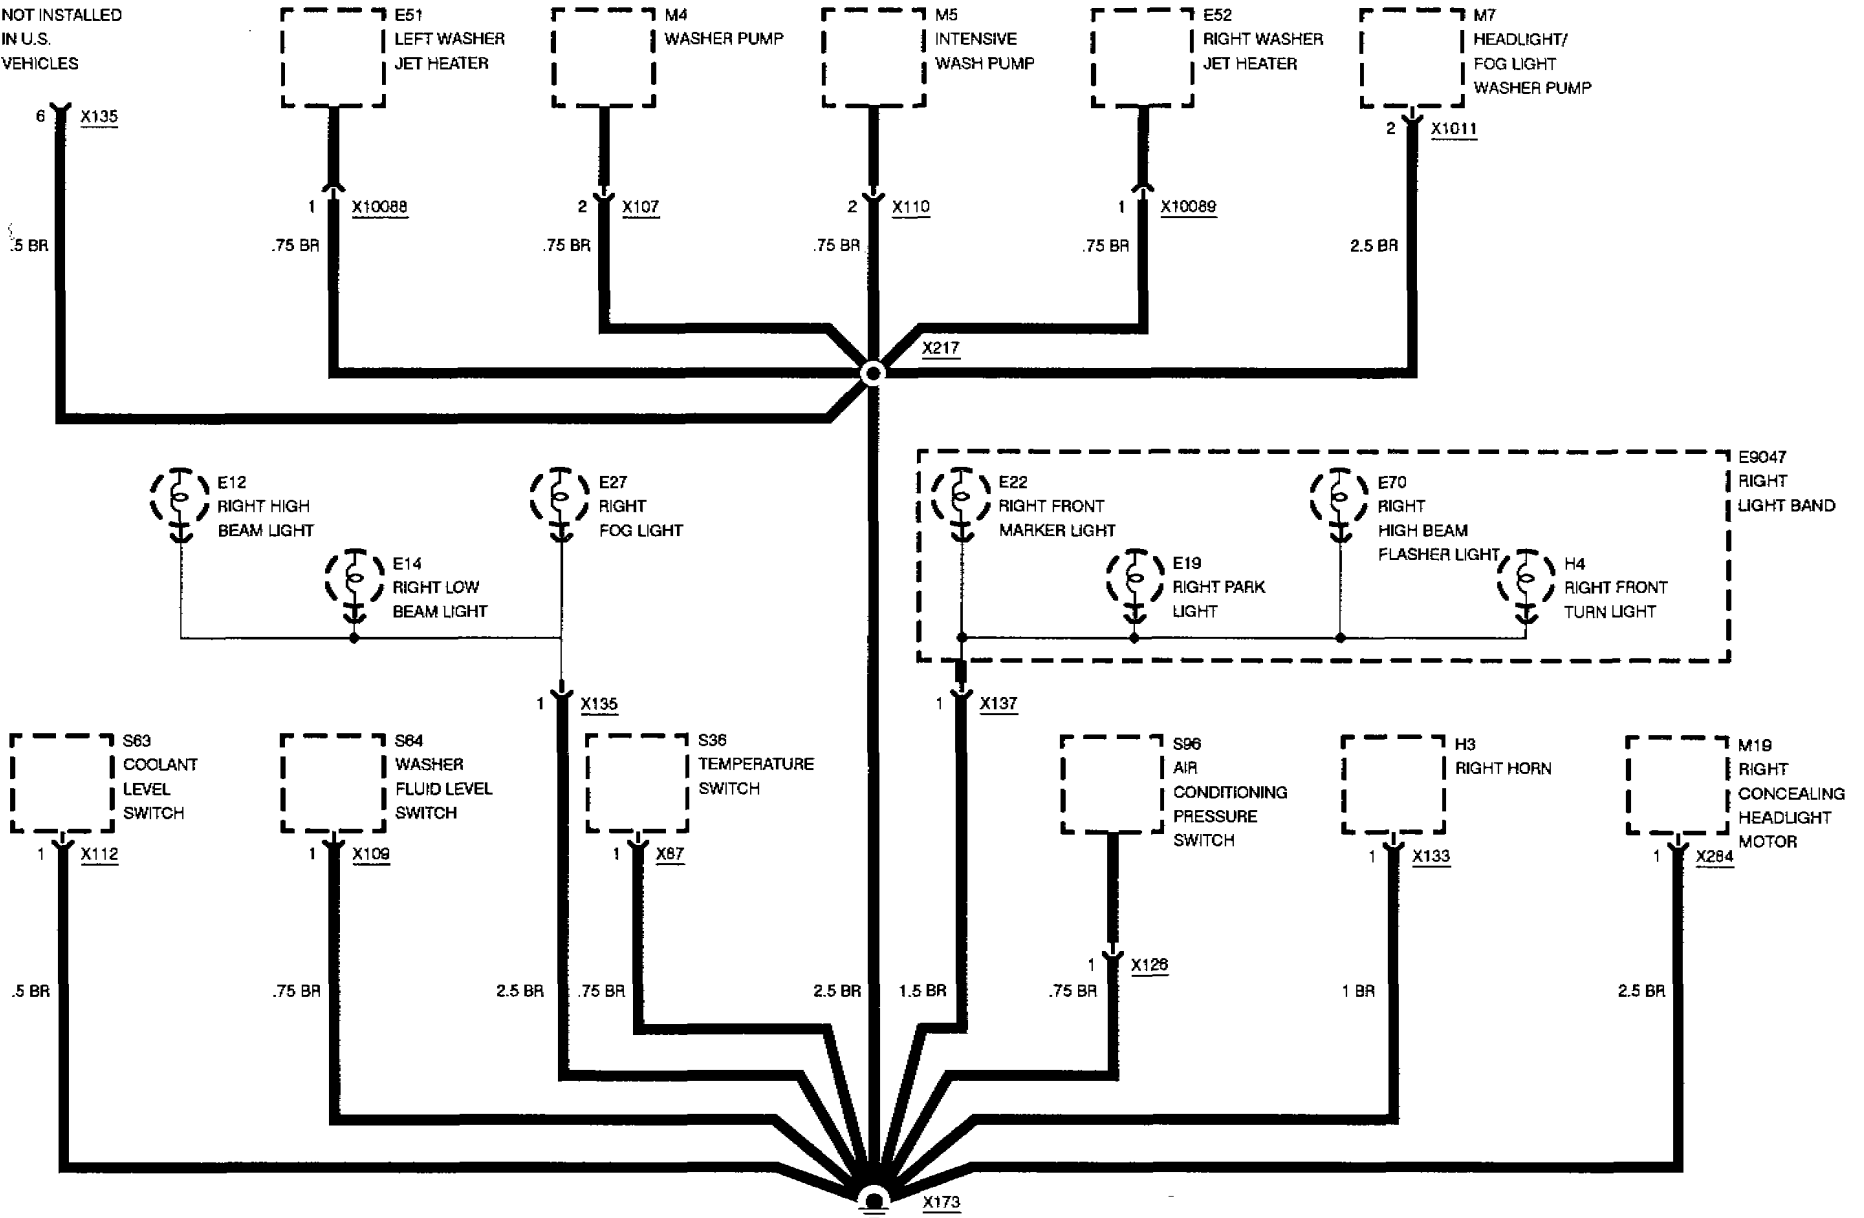 NOT INSTALLED
IN U.S.
VEHICLES
E51
LEFT WASHER
JET HEATER
M4
WASHER PUMP
M5
INTENSIVE
WASH PUMP
E52
RIGHT WASHER
JET HEATER
M7
HEADLIGHT/
FOG LIGHT
WASHER PUMP
6 X135
2 X1011
1 X10088
2 X107
2 X110
1 X10089
.5 BR
.75 BR
.75 BR
.75 BR
.75 BR
2.5 BR
X217
E12
RIGHT HIGH
BEAM LIGHT
E14
RIGHT LOW
BEAM LIGHT
E27
RIGHT
FOG LIGHT
E22
RIGHT FRONT
MARKER LIGHT
E19
RIGHT PARK
LIGHT
E70
RIGHT
HIGH BEAM
FLASHER LIGHT
H4
RIGHT FRONT
TURN LIGHT
E9047
RIGHT
LIGHT BAND
1 X135
1 X137
S63
COOLANT
LEVEL
SWITCH
S64
WASHER
FLUID LEVEL
SWITCH
S36
TEMPERATURE
SWITCH
S96
AIR
CONDITIONING
PRESSURE
SWITCH
H3
RIGHT HORN
M19
RIGHT
CONCEALING
HEADLIGHT
MOTOR
1 X112
1 X109
1 X87
1 X133
1 X284
1 X126
.5 BR
.75 BR
2.5 BR
.75 BR
2.5 BR
1.5 BR
.75 BR
1 BR
2.5 BR
X173